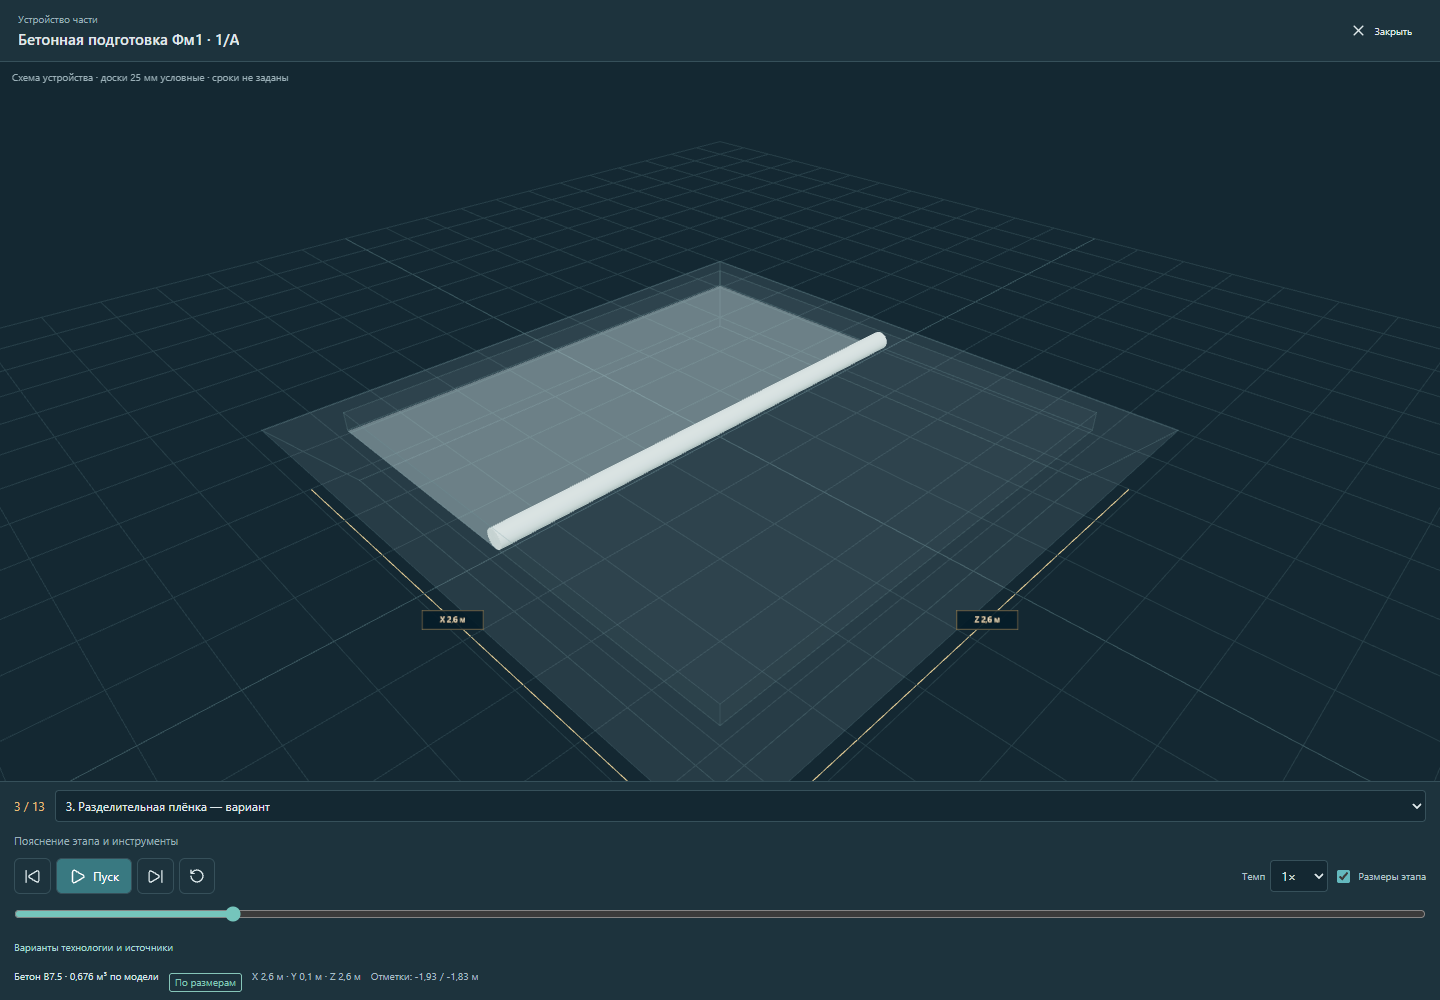 Устройство части
Бетонная подготовка Фм1 · 1/А
Закрыть
Схема устройства · доски 25 мм условные · сроки не заданы
X 2,6 м
Z 2,6 м
3 / 13
3. Разделительная плёнка — вариант
Пояснение этапа и инструменты
Пуск
Темп
1×
Размеры этапа
Варианты технологии и источники
Бетон B7.5 · 0,676 м³ по модели
По размерам
X 2,6 м · Y 0,1 м · Z 2,6 м
Отметки: -1,93 / -1,83 м